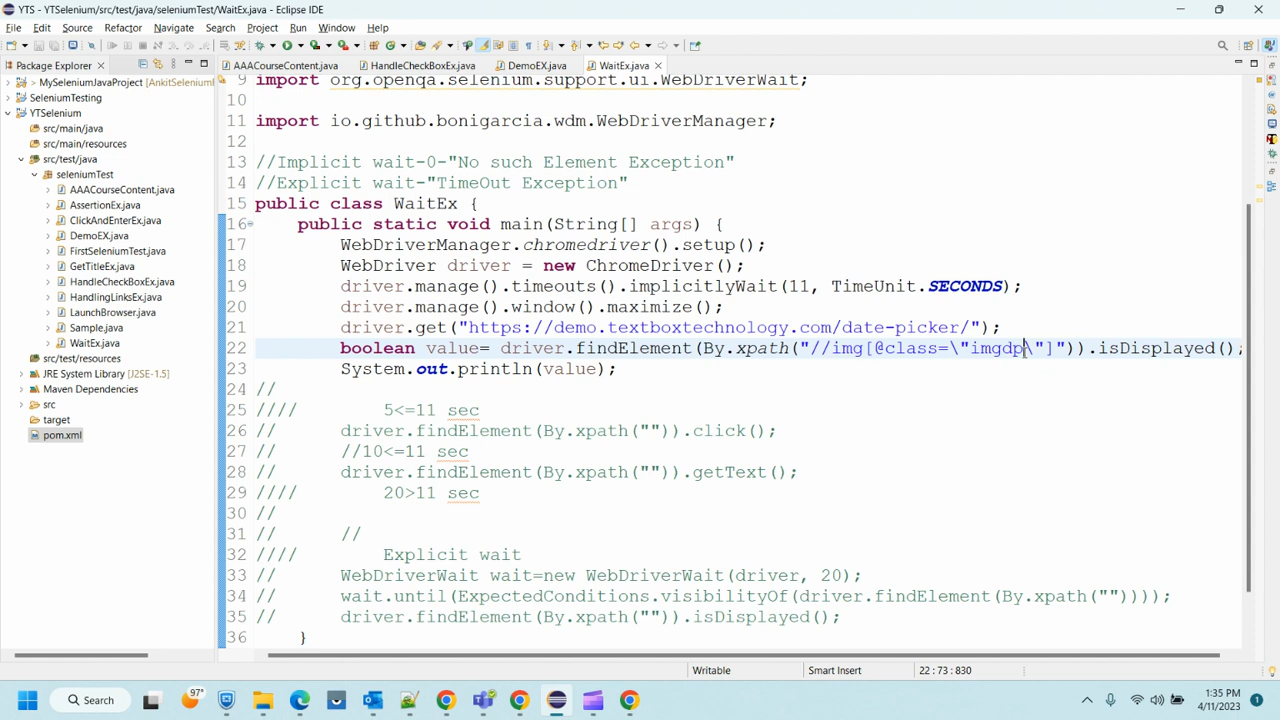 YTS - YTSelenium/src/test/java/seleniumTest/WaitEx.java - Eclipse IDE
File Edit Source Refactor Navigate Search Project Run Window Help
Package Explorer
AAACourseContent.java HandleCheckBoxEx.java DemoEX.java WaitEx.java
MySeleniumJavaProject [AnkitSeleniumF
SeleniumTesting
YTSelenium
src/main/java
src/main/resources
src/test/java
seleniumTest
AAACourseContent.java
AssertionEx.java
ClickAndEnterEx.java
DemoEX.java
FirstSeleniumTest.java
GetTitleEx.java
HandleCheckBoxEx.java
HandlingLinksEx.java
LaunchBrowser.java
Sample.java
WaitEx.java
src/test/resources
JRE System Library [J2SE-1.5]
Maven Dependencies
src
target
pom.xml
9 import org.openqa.selenium.support.ui.WebDriverWait;
10
11 import io.github.bonigarcia.wdm.WebDriverManager;
12
13 //Implicit wait-0-"No such Element Exception"
14 //Explicit wait-"TimeOut Exception"
15 public class WaitEx {
16 public static void main(String[] args) {
17 WebDriverManager.chromedriver().setup();
18 WebDriver driver = new ChromeDriver();
19 driver.manage().timeouts().implicitlyWait(11, TimeUnit.SECONDS);
20 driver.manage().window().maximize();
21 driver.get("https://demo.textboxtechnology.com/date-picker/");
22 boolean value= driver.findElement(By.xpath("//img[@class=\"imgdp\"]")).isDisplayed();
23 System.out.println(value);
24 //
25 //// 5<=11 sec
26 // driver.findElement(By.xpath("")).click();
27 // //10<=11 sec
28 // driver.findElement(By.xpath("")).getText();
29 //// 20>11 sec
30 //
31 // //
32 //// Explicit wait
33 // WebDriverWait wait=new WebDriverWait(driver, 20);
34 // wait.until(ExpectedConditions.visibilityOf(driver.findElement(By.xpath(""))));
35 // driver.findElement(By.xpath("")).isDisplayed();
36 }
Writable Smart Insert 22 : 73 : 830
97°
Search
1:35 PM
4/11/2023